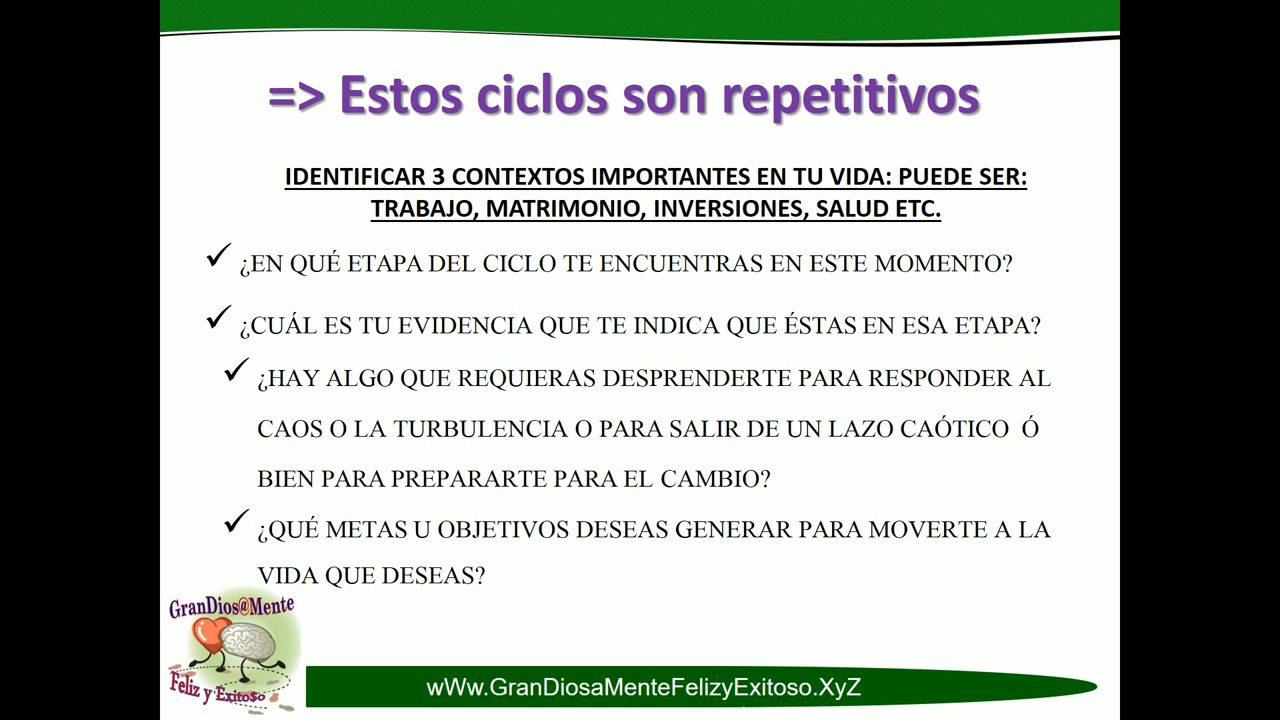 => Estos ciclos son repetitivos
IDENTIFICAR 3 CONTEXTOS IMPORTANTES EN TU VIDA: PUEDE SER:
TRABAJO, MATRIMONIO, INVERSIONES, SALUD ETC.
¿EN QUÉ ETAPA DEL CICLO TE ENCUENTRAS EN ESTE MOMENTO?
¿CUÁL ES TU EVIDENCIA QUE TE INDICA QUE ÉSTAS EN ESA ETAPA?
¿HAY ALGO QUE REQUIERAS DESPRENDERTE PARA RESPONDER AL
CAOS O LA TURBULENCIA O PARA SALIR DE UN LAZO CAÓTICO Ó
BIEN PARA PREPARARTE PARA EL CAMBIO?
¿QUÉ METAS U OBJETIVOS DESEAS GENERAR PARA MOVERTE A LA
VIDA QUE DESEAS?
GranDios@Mente
Feliz y Exito$o
wWw.GranDiosaMenteFelizyExitoso.XyZ